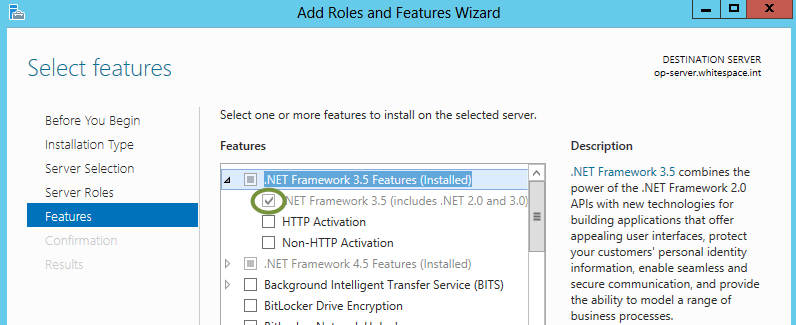 Add Roles and Features Wizard
Select features
DESTINATION SERVER
op-server.whitespace.int
Before You Begin
Installation Type
Server Selection
Server Roles
Features
Confirmation
Results
Select one or more features to install on the selected server.
Features
.NET Framework 3.5 Features (Installed)
.NET Framework 3.5 (includes .NET 2.0 and 3.0)
HTTP Activation
Non-HTTP Activation
.NET Framework 4.5 Features (Installed)
Background Intelligent Transfer Service (BITS)
BitLocker Drive Encryption
Description
.NET Framework 3.5 combines the
power of the .NET Framework 2.0
APIs with new technologies for
building applications that offer
appealing user interfaces, protect
your customers' personal identity
information, enable seamless and
secure communication, and provide
the ability to model a range of
business processes.